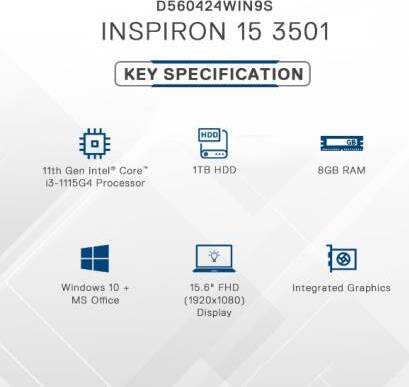 D560424WIN9S
INSPIRON 15 3501
KEY SPECIFICATION
HDD
GB
11th Gen Intel® Core™
i3-1115G4 Processor
1TB HDD
8GB RAM
Windows 10 +
MS Office
15.6" FHD
(1920x1080)
Display
Integrated Graphics